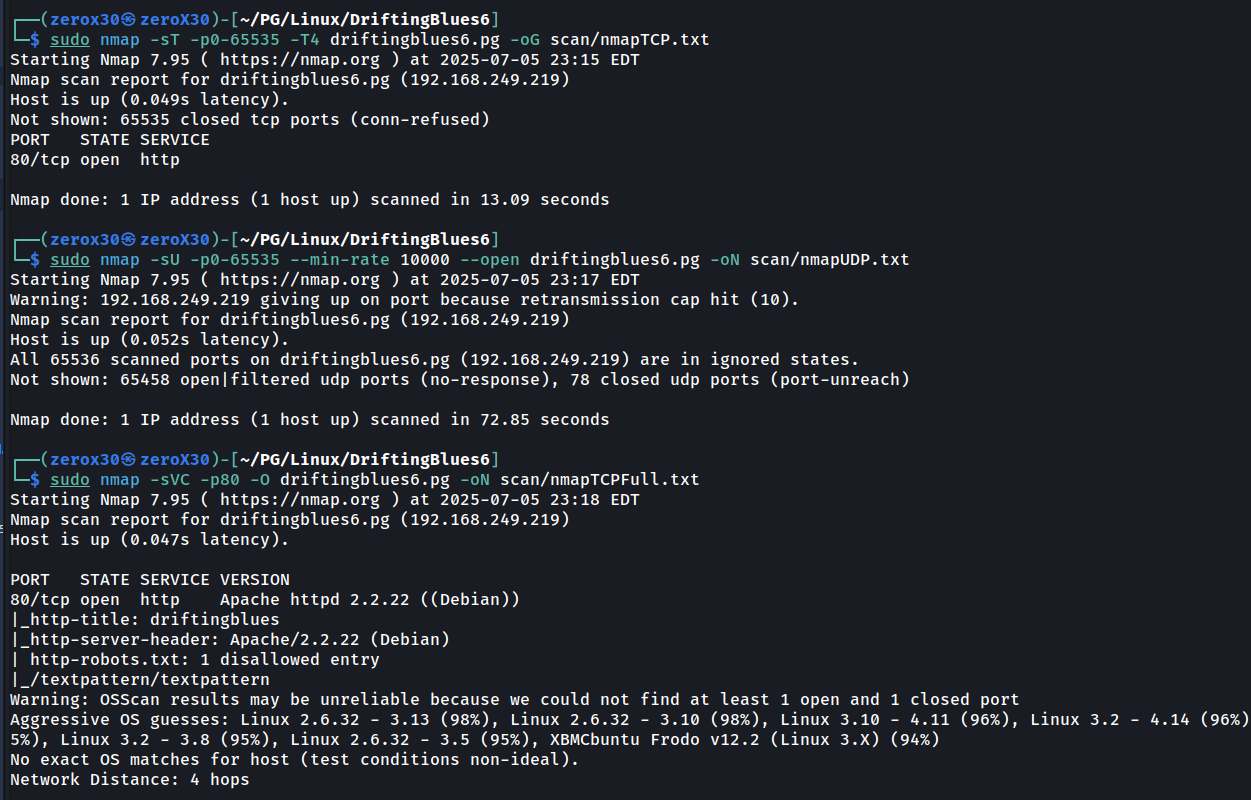 ┌──(zerox30㉿zeroX30)-[~/PG/Linux/DriftingBlues6]
└─$ sudo nmap -sT -p0-65535 -T4 driftingblues6.pg -oG scan/nmapTCP.txt
Starting Nmap 7.95 ( https://nmap.org ) at 2025-07-05 23:15 EDT
Nmap scan report for driftingblues6.pg (192.168.249.219)
Host is up (0.049s latency).
Not shown: 65535 closed tcp ports (conn-refused)
PORT   STATE SERVICE
80/tcp open  http
Nmap done: 1 IP address (1 host up) scanned in 13.09 seconds
┌──(zerox30㉿zeroX30)-[~/PG/Linux/DriftingBlues6]
└─$ sudo nmap -sU -p0-65535 --min-rate 10000 --open driftingblues6.pg -oN scan/nmapUDP.txt
Starting Nmap 7.95 ( https://nmap.org ) at 2025-07-05 23:17 EDT
Warning: 192.168.249.219 giving up on port because retransmission cap hit (10).
Nmap scan report for driftingblues6.pg (192.168.249.219)
Host is up (0.052s latency).
All 65536 scanned ports on driftingblues6.pg (192.168.249.219) are in ignored states.
Not shown: 65458 open|filtered udp ports (no-response), 78 closed udp ports (port-unreach)
Nmap done: 1 IP address (1 host up) scanned in 72.85 seconds
┌──(zerox30㉿zeroX30)-[~/PG/Linux/DriftingBlues6]
└─$ sudo nmap -sVC -p80 -O driftingblues6.pg -oN scan/nmapTCPFull.txt
Starting Nmap 7.95 ( https://nmap.org ) at 2025-07-05 23:18 EDT
Nmap scan report for driftingblues6.pg (192.168.249.219)
Host is up (0.047s latency).
PORT   STATE SERVICE VERSION
80/tcp open  http    Apache httpd 2.2.22 ((Debian))
|_http-title: driftingblues
|_http-server-header: Apache/2.2.22 (Debian)
| http-robots.txt: 1 disallowed entry
|_/textpattern/textpattern
Warning: OSScan results may be unreliable because we could not find at least 1 open and 1 closed port
Aggressive OS guesses: Linux 2.6.32 - 3.13 (98%), Linux 2.6.32 - 3.10 (98%), Linux 3.10 - 4.11 (96%), Linux 3.2 - 4.14 (96%)
5%), Linux 3.2 - 3.8 (95%), Linux 2.6.32 - 3.5 (95%), XBMCbuntu Frodo v12.2 (Linux 3.X) (94%)
No exact OS matches for host (test conditions non-ideal).
Network Distance: 4 hops